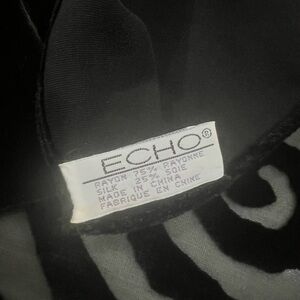 ECHO®
RAYON 75% RAYONNE
SILK 25% SOIE
MADE IN CHINA
FABRIQUE EN CHINE